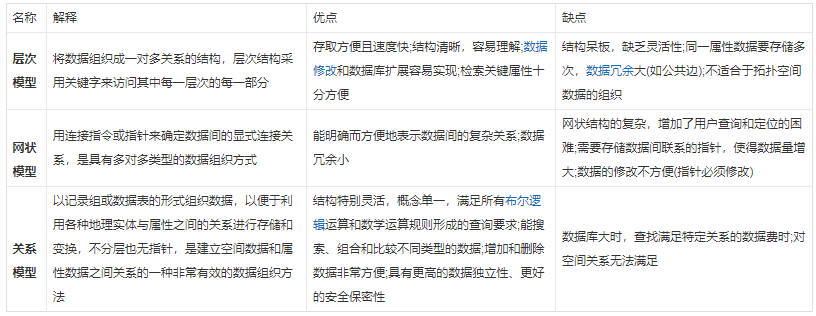 名称
解释
优点
缺点
层次
模型
将数据组织成一对多关系的结构，层次结构采
用关键字来访问其中每一层次的每一部分
存取方便且速度快;结构清晰，容易理解;数据
修改和数据库扩展容易实现;检索关键属性十
分方便
结构呆板，缺乏灵活性;同一属性数据要存储多
次，数据冗余大(如公共边);不适合于拓扑空间
数据的组织
网状
模型
用连接指令或指针来确定数据间的显式连接关
系，是具有多对多类型的数据组织方式
能明确而方便地表示数据间的复杂关系;数据
冗余小
网状结构的复杂，增加了用户查询和定位的困
难;需要存储数据间联系的指针，使得数据量增
大;数据的修改不方便(指针必须修改)
关系
模型
以记录组或数据表的形式组织数据，以便于利
用各种地理实体与属性之间的关系进行存储和
变换，不分层也无指针，是建立空间数据和属
性数据之间关系的一种非常有效的数据组织方
法
结构特别灵活，概念单一，满足所有布尔逻
辑运算和数学运算规则形成的查询要求;能搜
索、组合和比较不同类型的数据;增加和删除
数据非常方便;具有更高的数据独立性、更好
的安全保密性
数据库大时，查找满足特定关系的数据费时;对
空间关系无法满足